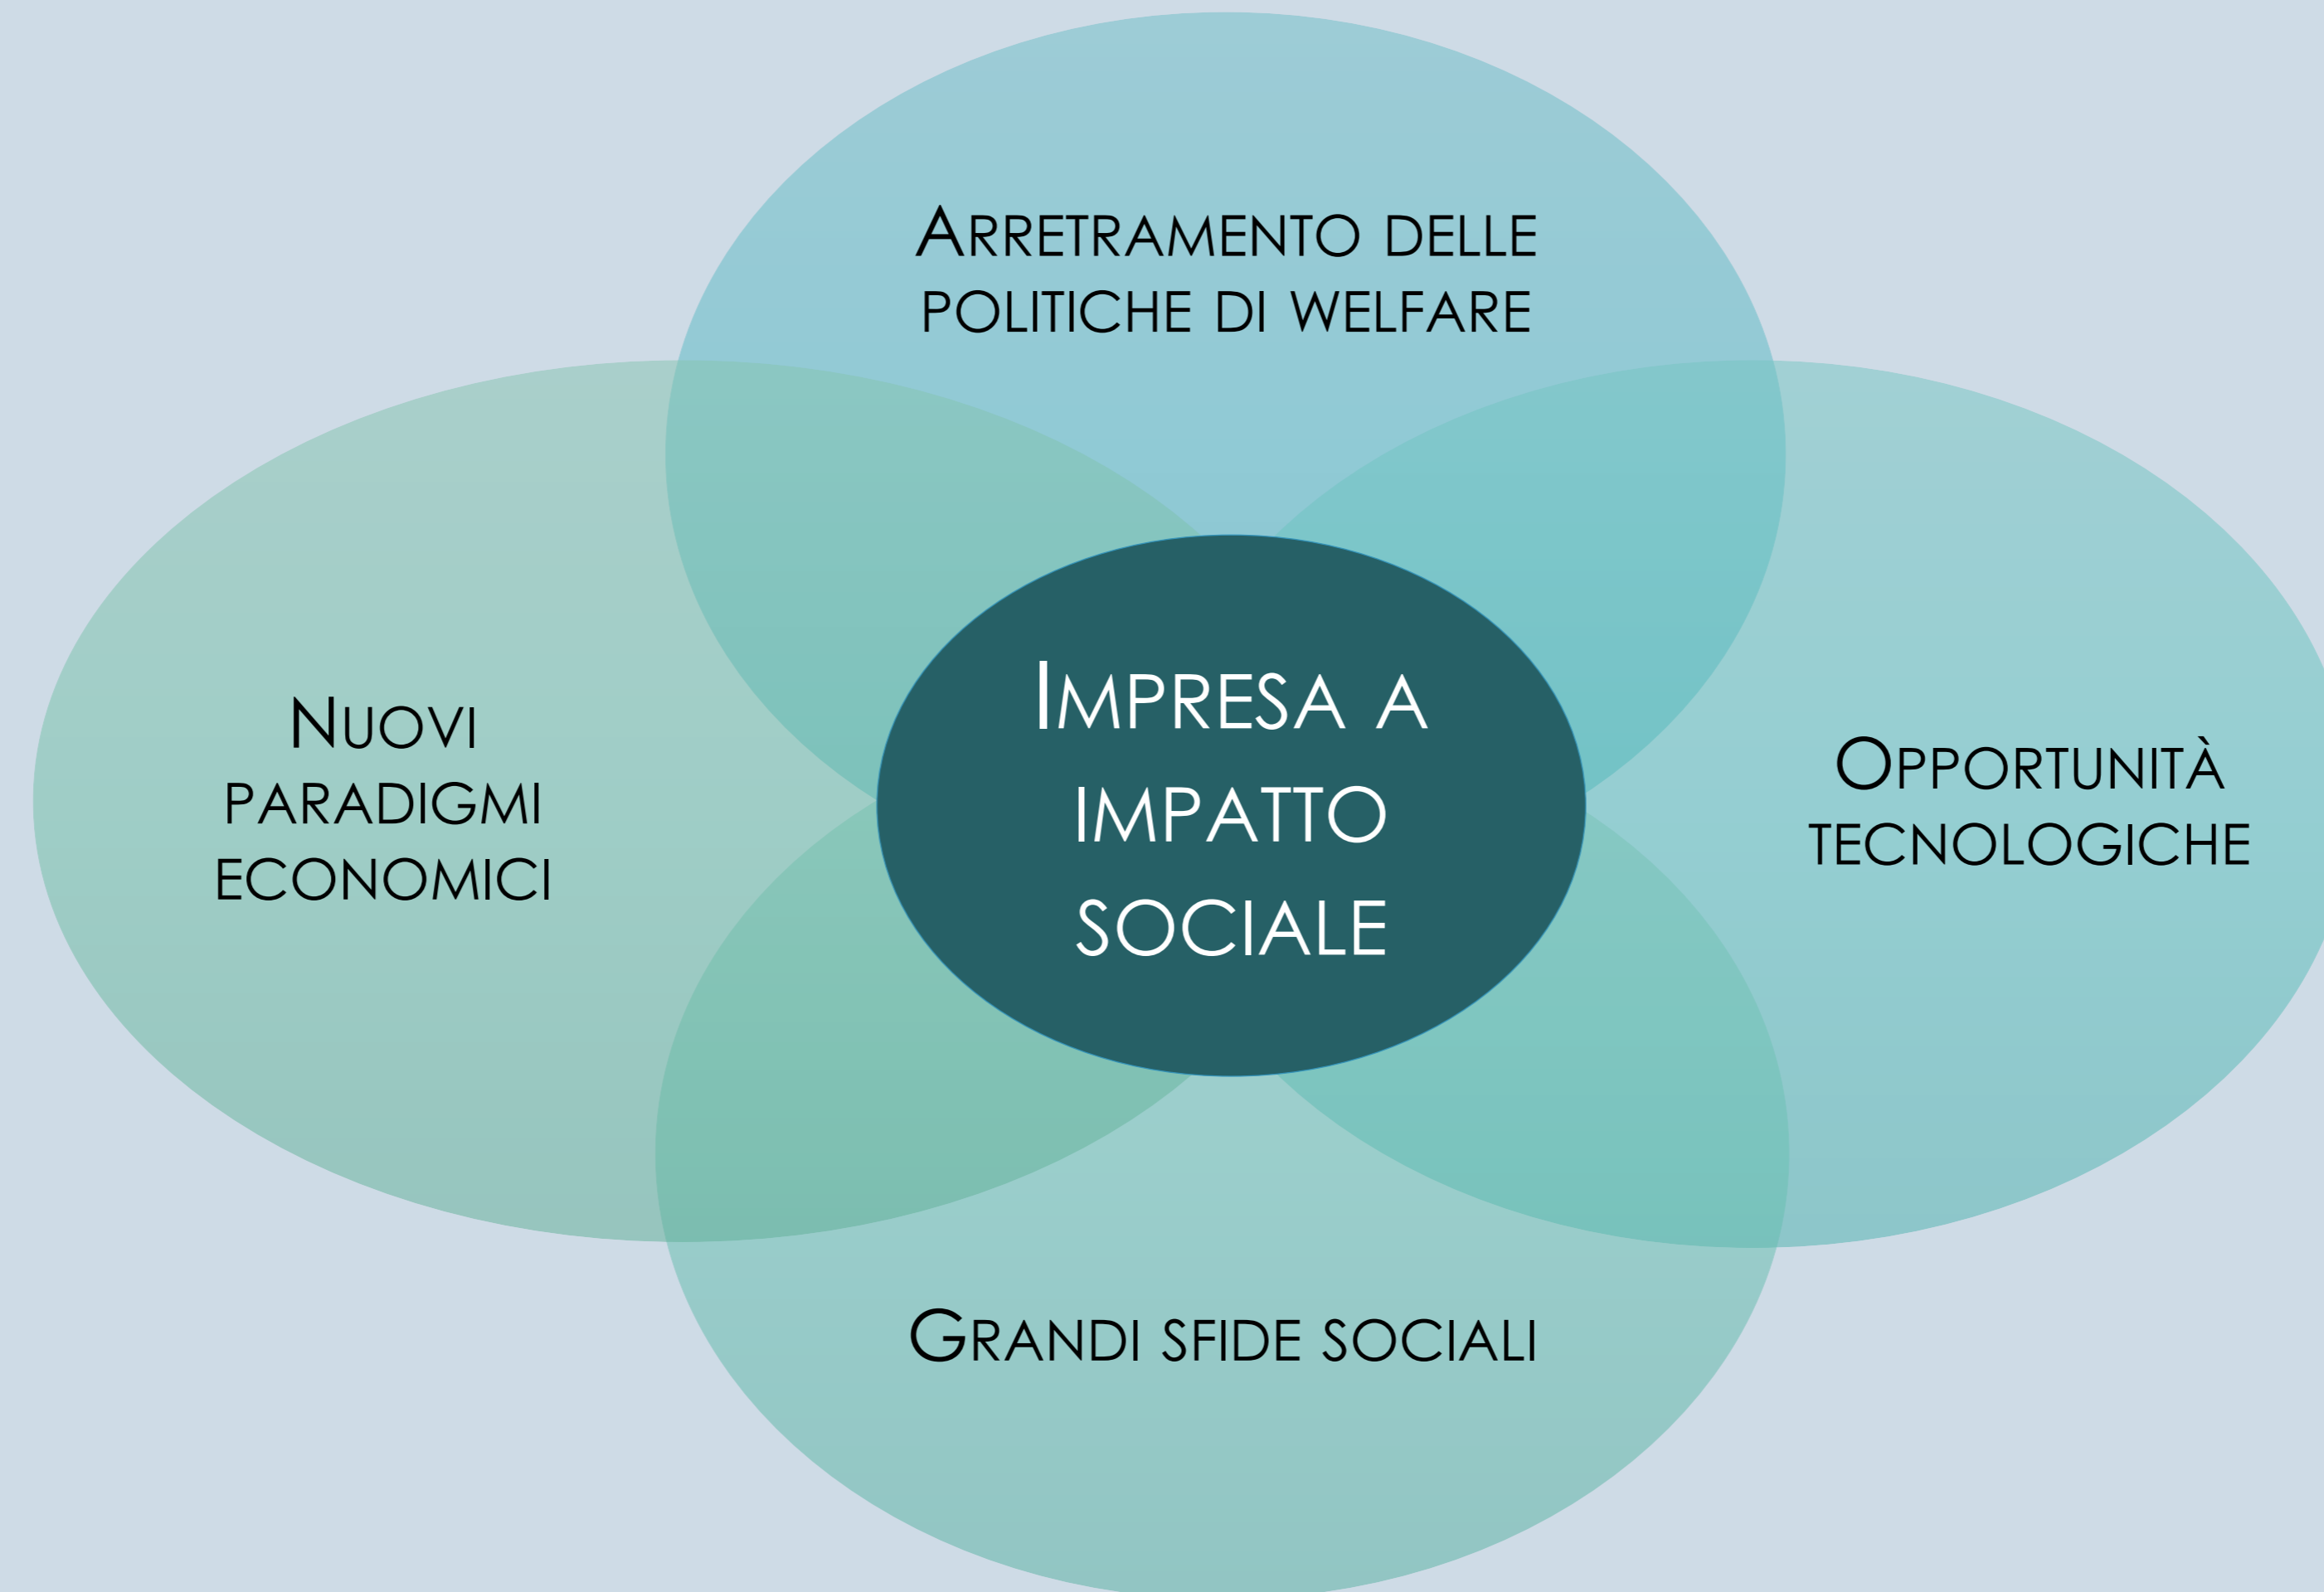 Arretramento delle
politiche di welfare
Nuovi
paradigmi
economici
Impresa a
impatto
sociale
Opportunità
tecnologiche
Grandi sfide sociali